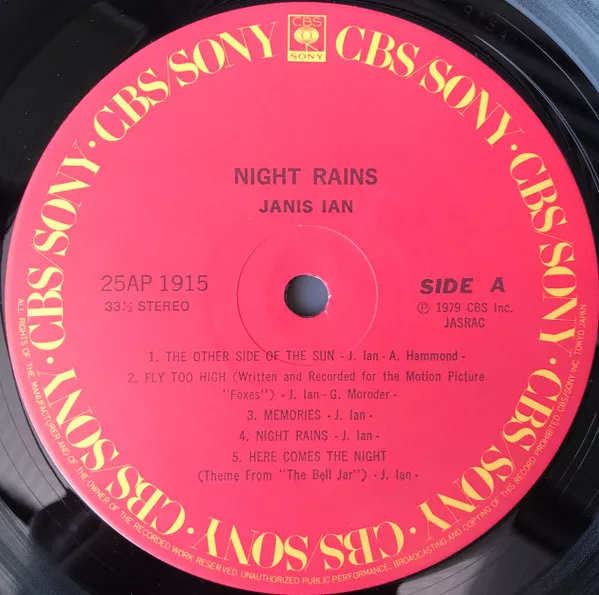 CBS
SONY
CBS/SONY · CBS/SONY · CBS/SONY · CBS/SONY · CBS/SONY · CBS/SONY · CBS/SONY · CBS/SONY
NIGHT RAINS
JANIS IAN
25AP 1915
33⅓ STEREO
SIDE A
Ⓟ 1979 CBS Inc.
JASRAC
1. THE OTHER SIDE OF THE SUN - J. Ian - A. Hammond -
2. FLY TOO HIGH (Written and Recorded for the Motion Picture
"Foxes") - J. Ian - G. Moroder -
3. MEMORIES - J. Ian -
4. NIGHT RAINS - J. Ian -
5. HERE COMES THE NIGHT
(Theme From "The Bell Jar") - J. Ian -
ALL RIGHTS OF THE MANUFACTURER AND OF THE OWNER OF THE RECORDED WORK RESERVED. UNAUTHORIZED PUBLIC PERFORMANCE, BROADCASTING AND COPYING OF THIS RECORD PROHIBITED. CBS/SONY INC. TOKYO JAPAN